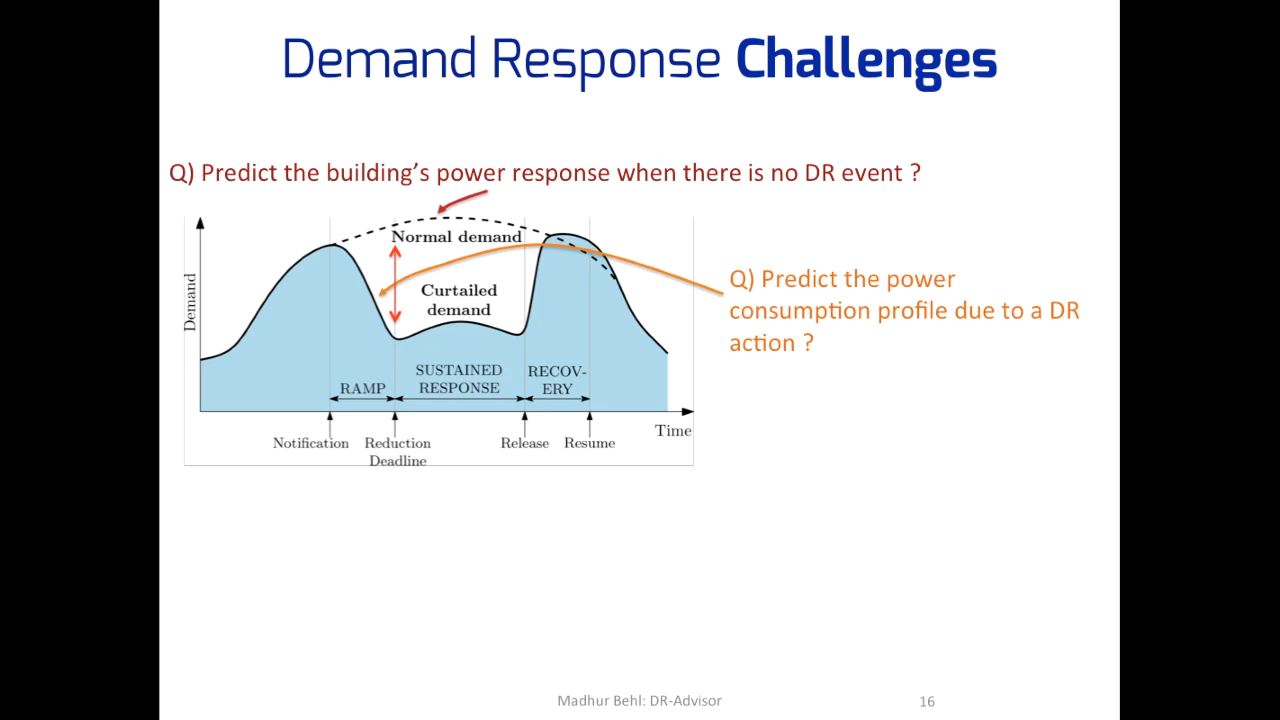 Demand Response Challenges
Q) Predict the building's power response when there is no DR event ?
Normal demand
Curtailed
demand
Demand
SUSTAINED
RESPONSE
RECOV-
ERY
RAMP
Q) Predict the power
consumption profile due to a DR
action ?
Time
Notification
Reduction
Deadline
Release
Resume
Madhur Behl: DR-Advisor
16